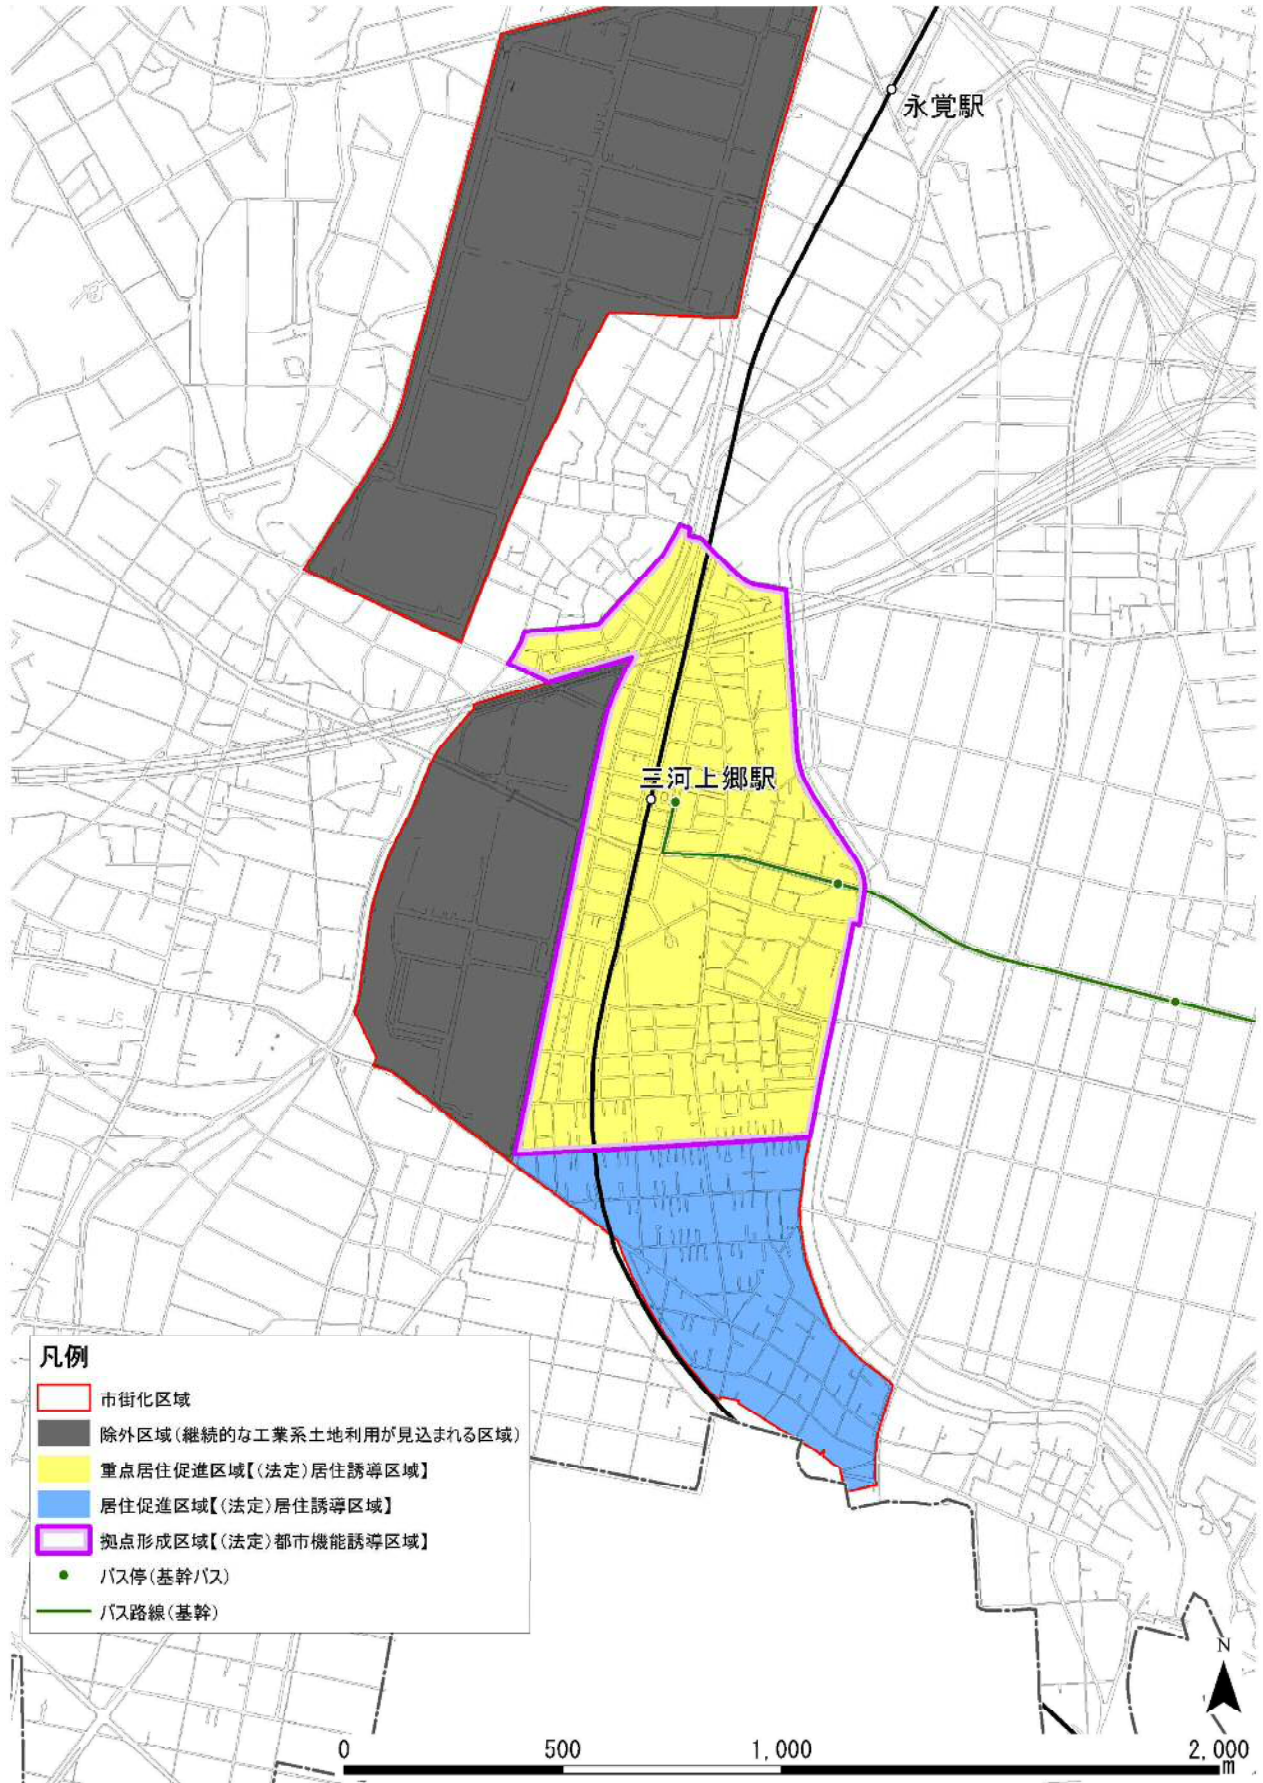 永覚駅
三河上郷駅
凡例
市街化区域
除外区域(継続的な工業系土地利用が見込まれる区域)
重点居住促進区域【(法定)居住誘導区域】
居住促進区域【(法定)居住誘導区域】
拠点形成区域【(法定)都市機能誘導区域】
バス停(基幹バス)
バス路線(基幹)
N
0 500 1,000 2,000
m